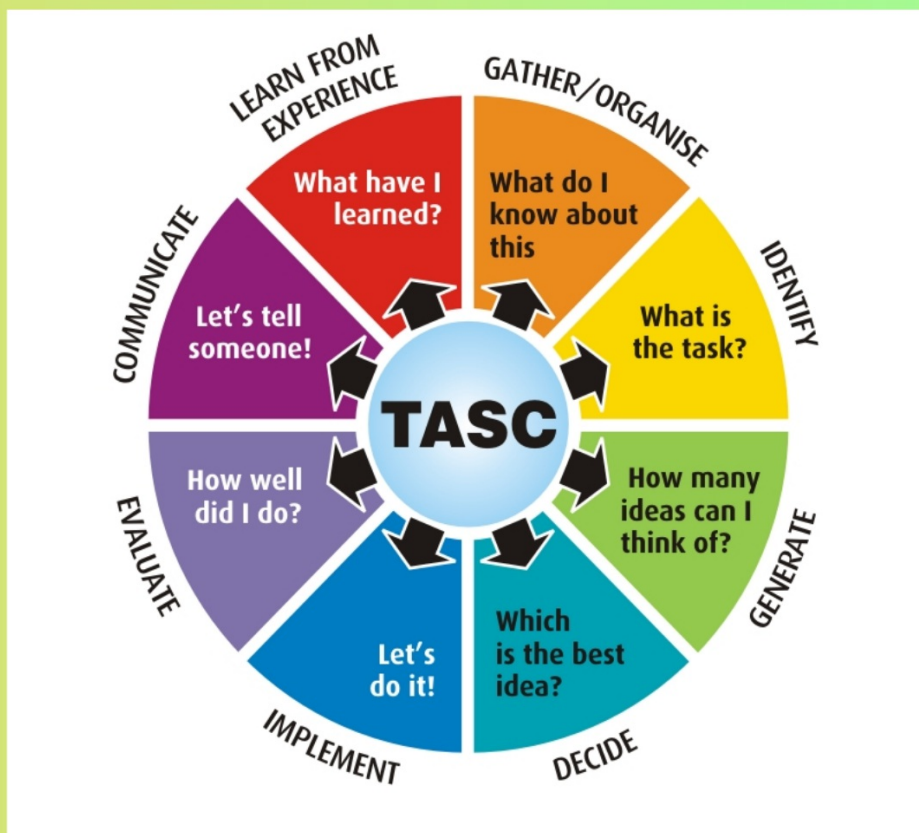 GATHER/ORGANISE
What do I
know about
this
IDENTIFY
What is
the task?
GENERATE
How many
ideas can I
think of?
DECIDE
Which
is the best
idea?
IMPLEMENT
Let's
do it!
EVALUATE
How well
did I do?
COMMUNICATE
Let's tell
someone!
LEARN FROM
EXPERIENCE
What have I
learned?
TASC